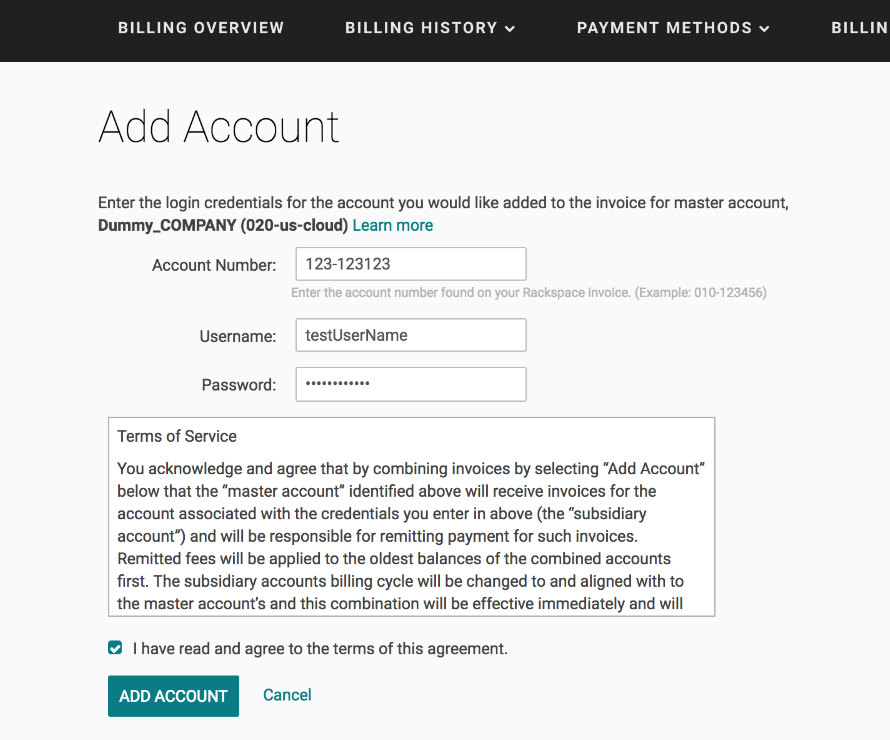 BILLING OVERVIEW BILLING HISTORY PAYMENT METHODS BILLIN
Add Account
Enter the login credentials for the account you would like added to the invoice for master account,
Dummy_COMPANY (020-us-cloud) Learn more
Account Number: 123-123123
Enter the account number found on your Rackspace invoice. (Example: 010-123456)
Username: testUserName
Password: ••••••••••••
Terms of Service
You acknowledge and agree that by combining invoices by selecting “Add Account”
below that the “master account” identified above will receive invoices for the
account associated with the credentials you enter in above (the “subsidiary
account”) and will be responsible for remitting payment for such invoices.
Remitted fees will be applied to the oldest balances of the combined accounts
first. The subsidiary accounts billing cycle will be changed to and aligned with to
the master account’s and this combination will be effective immediately and will
I have read and agree to the terms of this agreement.
ADD ACCOUNT Cancel